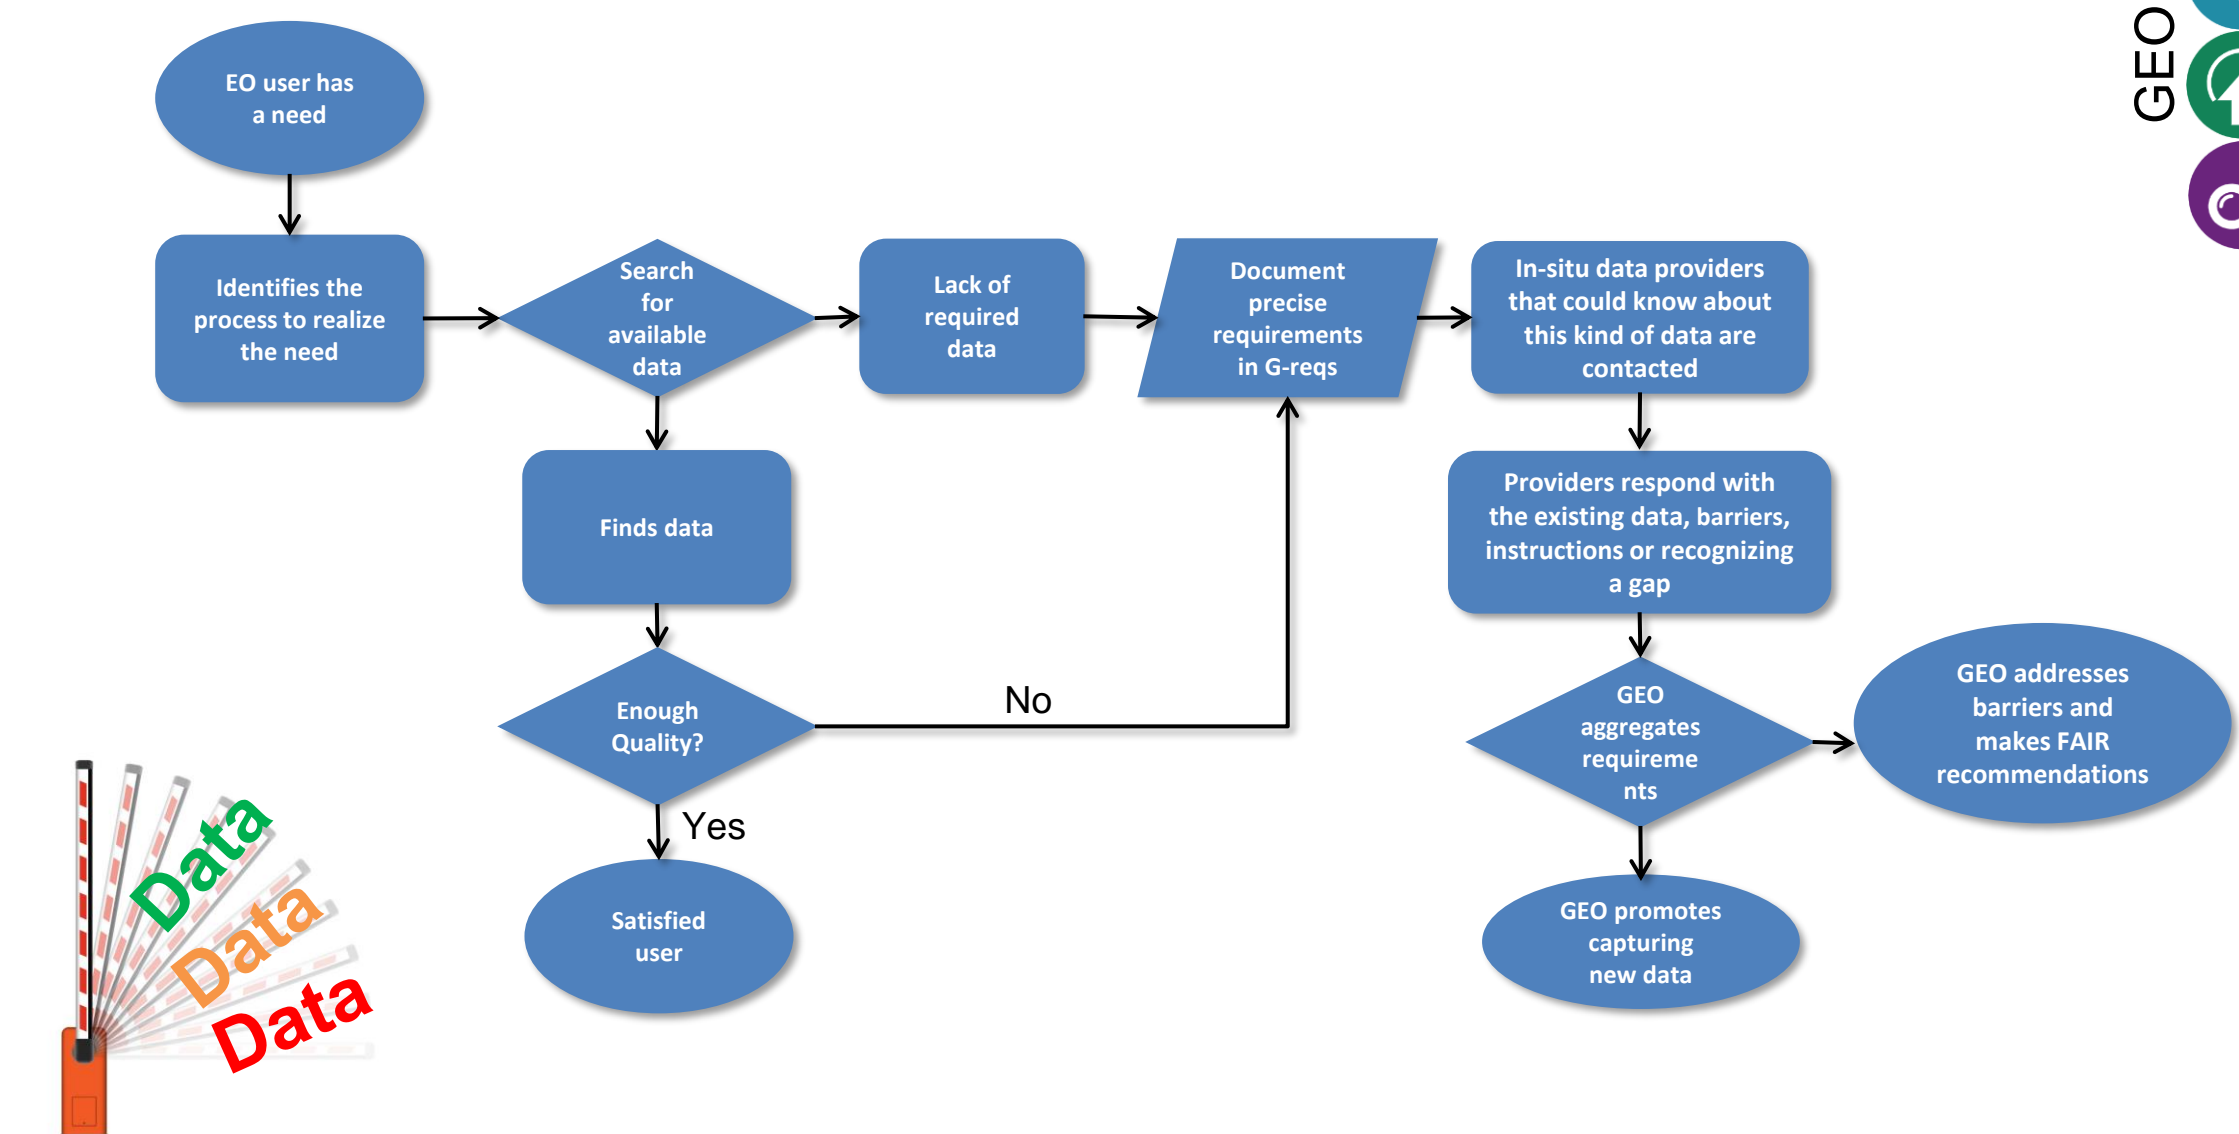 GEO
EO user has
a need
Identifies the
process to realize
the need
Search
for
available
data
Lack of
required
data
Document
precise
requirements
in G-reqs
In-situ data providers
that could know about
this kind of data are
contacted
Finds data
Providers respond with
the existing data, barriers,
instructions or recognizing
a gap
Enough
Quality?
No
Yes
GEO
aggregates
requireme
nts
GEO addresses
barriers and
makes FAIR
recommendations
Satisfied
user
GEO promotes
capturing
new data
Data
Data
Data